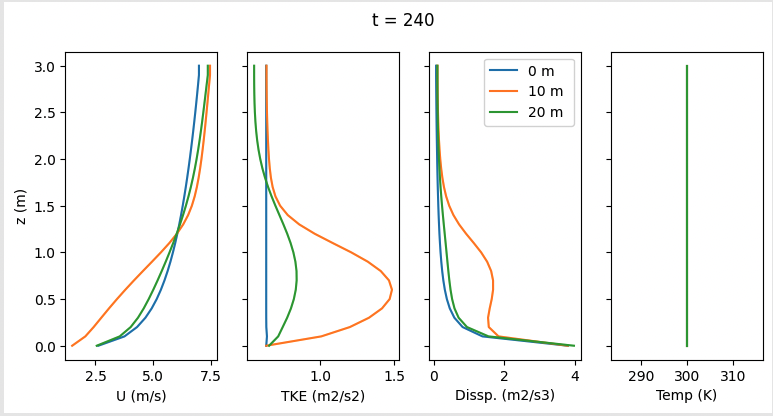 t = 240
0 m
10 m
20 m
3.0
2.5
2.0
1.5
1.0
0.5
0.0
z (m)
2.5 5.0 7.5
U (m/s)
1.0 1.5
TKE (m2/s2)
0 2 4
Dissp. (m2/s3)
290 300 310
Temp (K)